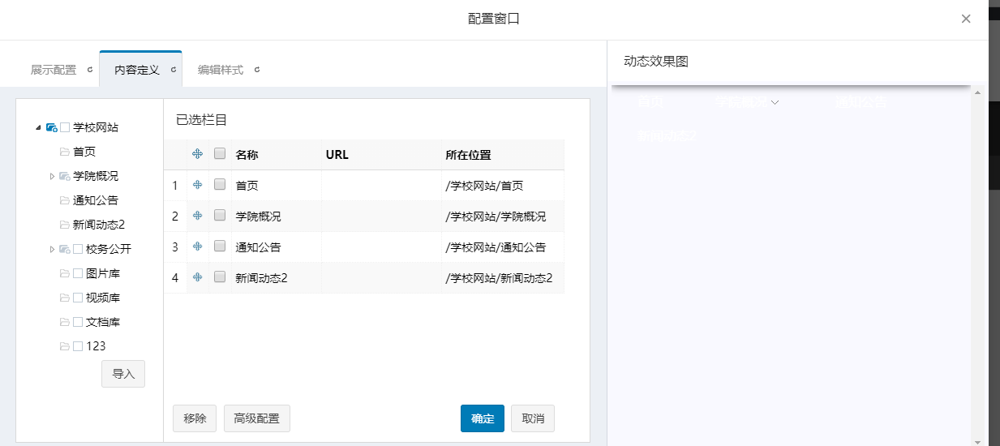 配置窗口
展示配置 内容定义 编辑样式
动态效果图
首页 学院概况 通知公告
新闻动态2
学校网站
首页
学院概况
通知公告
新闻动态2
校务公开
图片库
视频库
文档库
123
导入
已选栏目
名称 URL 所在位置
1 首页 /学校网站/首页
2 学院概况 /学校网站/学院概况
3 通知公告 /学校网站/通知公告
4 新闻动态2 /学校网站/新闻动态2
移除 高级配置 确定 取消